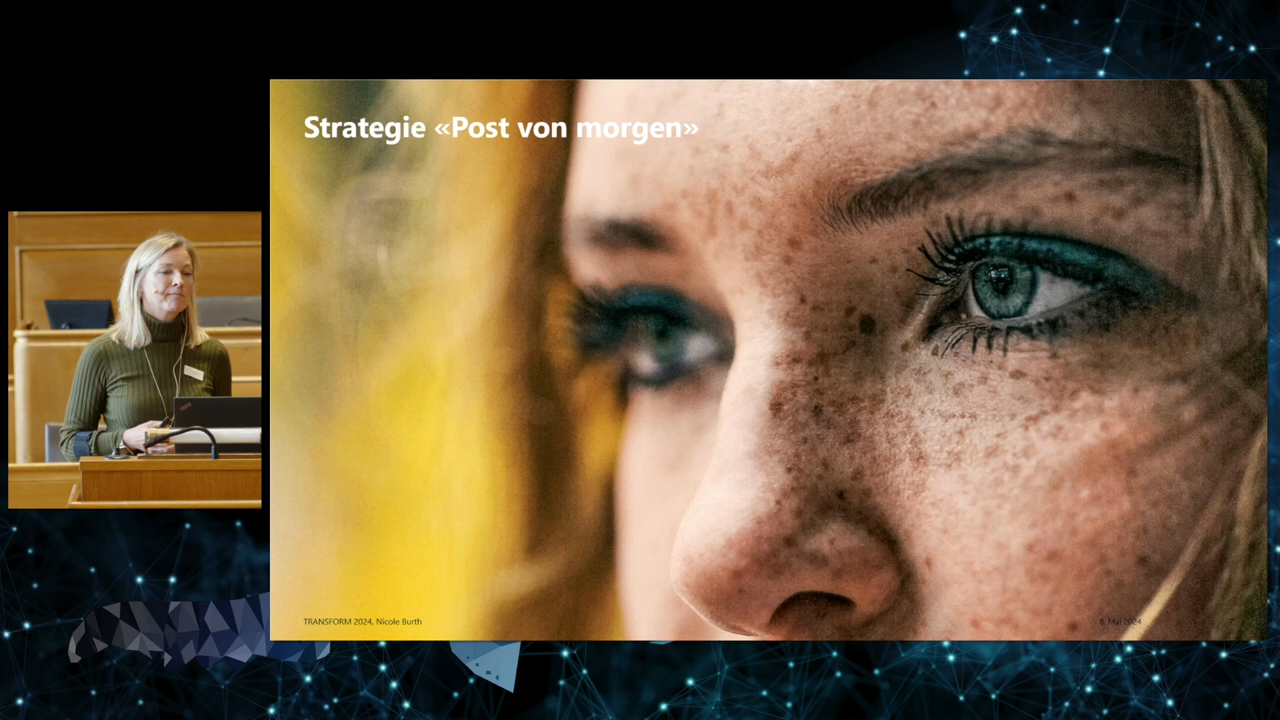 Strategie «Post von morgen»
TRANSFORM 2024, Nicole Burth
8. Mai 2024